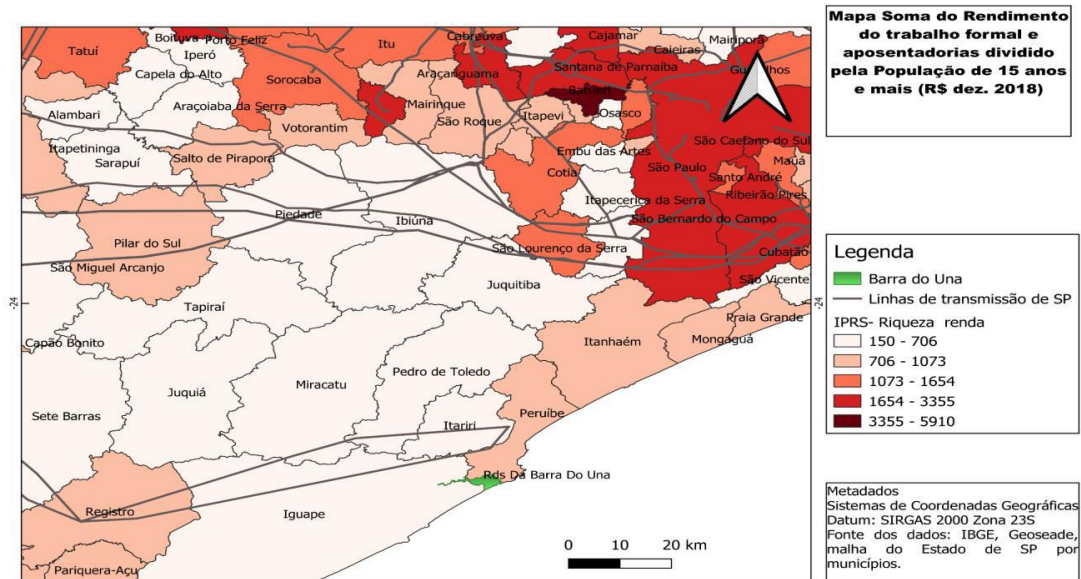 Mapa Soma do Rendimento
do trabalho formal e
aposentadorias dividido
pela População de 15 anos
e mais (R$ dez. 2018)
Boituva Porto Feliz
Cabreúva
Cajamar
Mairiporã
Tatuí
Iperó
Itu
Caieiras
Capela do Alto
Sorocaba
Araçariguama
Santana de Parnaíba
Barueri
Araçoiaba da Serra
Mairinque
Alambari
Votorantim
São Roque
Itapevi
Osasco
São Caetano do Sul
Itapetininga
Sarapuí
Salto de Pirapora
Embu das Artes
Cotia
São Paulo
Mauá
Santo André
Ribeirão Pires
Itapecerica da Serra
Piedade
Ibiúna
São Bernardo do Campo
Pilar do Sul
São Lourenço da Serra
Cubatão
São Miguel Arcanjo
Juquitiba
São Vicente
-24
-24
Tapiraí
Praia Grande
Capão Bonito
Itanhaém
Mongaguá
Pedro de Toledo
Miracatu
Juquiá
Sete Barras
Peruíbe
Itariri
Rds Da Barra Do Una
Registro
Iguape
Pariquera-Açu
0 10 20 km
Legenda
Barra do Una
Linhas de transmissão de SP
IPRS- Riqueza renda
150 - 706
706 - 1073
1073 - 1654
1654 - 3355
3355 - 5910
Metadados
Sistemas de Coordenadas Geográficas
Datum: SIRGAS 2000 Zona 23S
Fonte dos dados: IBGE, Geoseade,
malha do Estado de SP por
municípios.